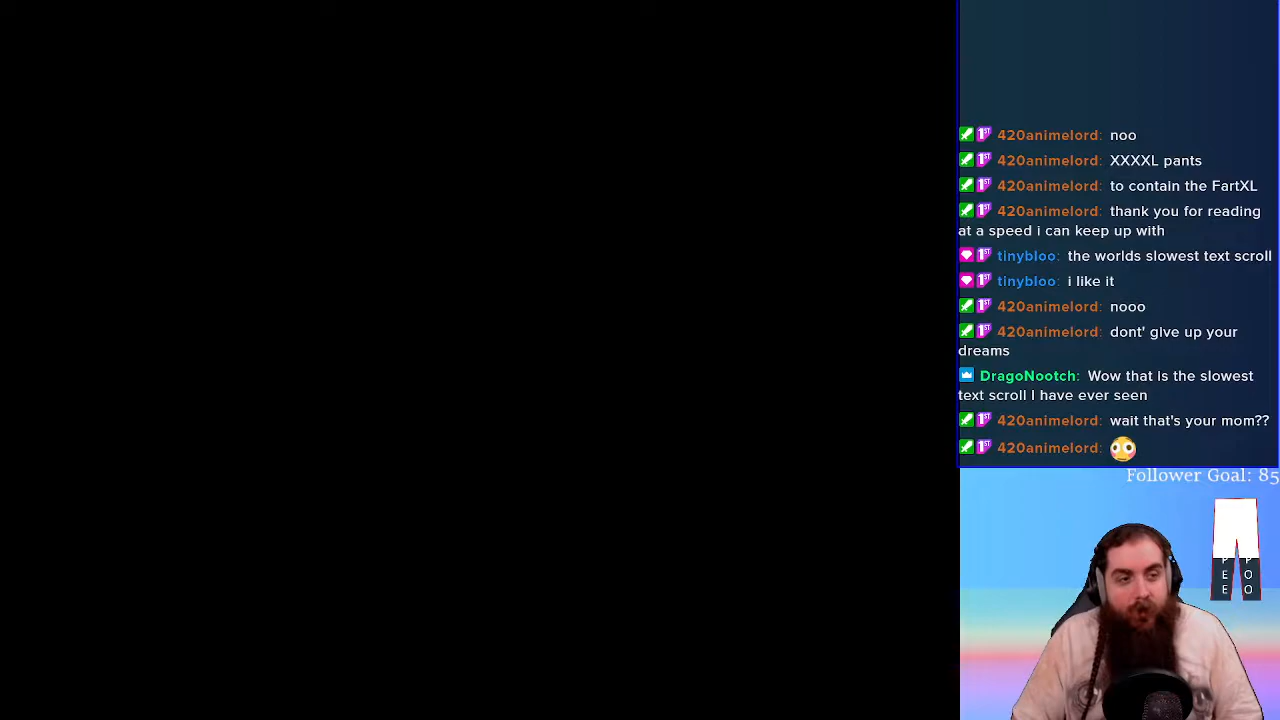 420animelord: noo
420animelord: XXXXL pants
420animelord: to contain the FartXL
420animelord: thank you for reading
at a speed i can keep up with
tinybloo: the worlds slowest text scroll
tinybloo: i like it
420animelord: nooo
420animelord: dont' give up your
dreams
DragoNootch: Wow that is the slowest
text scroll I have ever seen
420animelord: wait that's your mom??
420animelord:
Follower Goal: 85
PEE POO